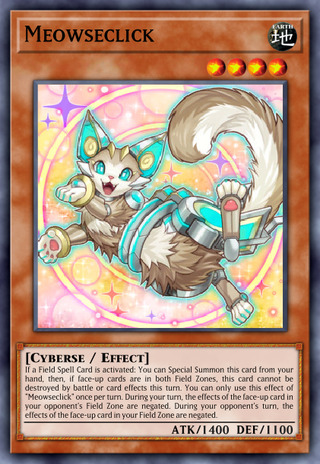 Meowseclick
EARTH
地
[Cyberse / Effect]
If a Field Spell Card is activated: You can Special Summon this card from your
hand, then, if face-up cards are in both Field Zones, this card cannot be
destroyed by battle or card effects this turn. You can only use this effect of
"Meowseclick" once per turn. During your turn, the effects of the face-up card in
your opponent's Field Zone are negated. During your opponent's turn, the
effects of the face-up card in your Field Zone are negated.
ATK/1400 DEF/1100